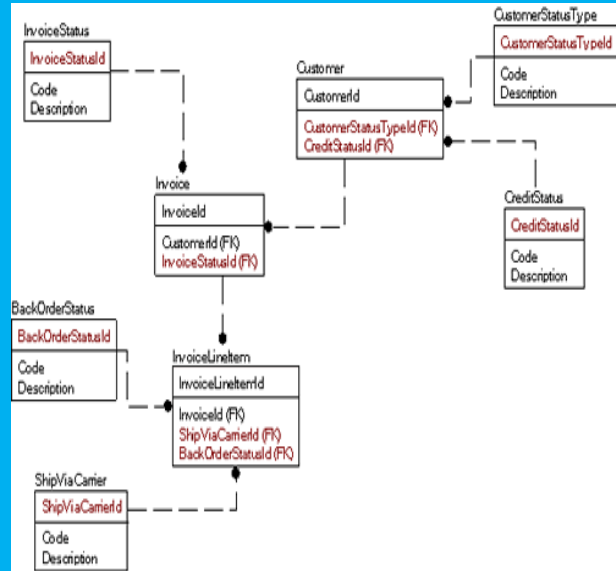 InvoiceStatus
InvoiceStatusId
Code
Description
CustomerStatusType
CustomerStatusTypeId
Code
Description
Customer
CustomerId
CustomerStatusTypeId (FK)
CreditStatusId (FK)
CreditStatus
CreditStatusId
Code
Description
Invoice
InvoiceId
CustomerId (FK)
InvoiceStatusId (FK)
BackOrderStatus
BackOrderStatusId
Code
Description
InvoiceLineItem
InvoiceLineItemId
InvoiceId (FK)
ShipViaCarrierId (FK)
BackOrderStatusId (FK)
ShipViaCarrier
ShipViaCarrierId
Code
Description